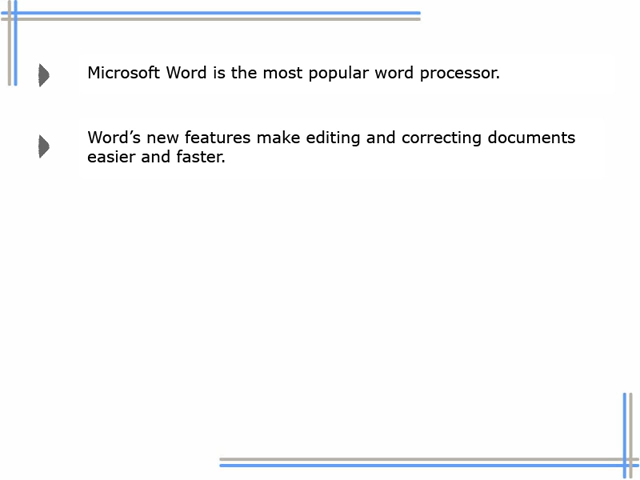 Microsoft Word is the most popular word processor.
Word’s new features make editing and correcting documents
easier and faster.